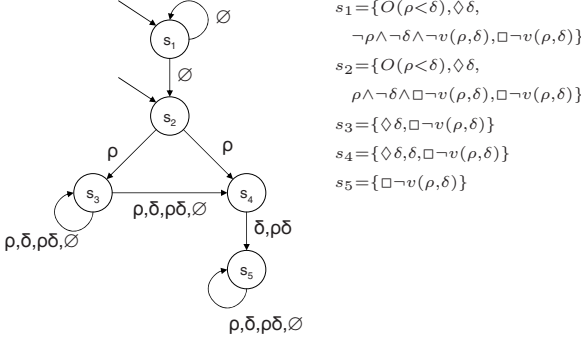 ∅
s₁
∅
s₂
ρ
ρ
s₃
ρ,δ,ρδ,∅
s₄
ρ,δ,ρδ,∅
δ,ρδ
s₅
ρ,δ,ρδ,∅
s₁={O(ρ<δ),◊δ,
¬ρ∧¬δ∧¬v(ρ,δ),□¬v(ρ,δ)}
s₂={O(ρ<δ),◊δ,
ρ∧¬δ∧□¬v(ρ,δ),□¬v(ρ,δ)}
s₃={◊δ,□¬v(ρ,δ)}
s₄={◊δ,δ,□¬v(ρ,δ)}
s₅={□¬v(ρ,δ)}